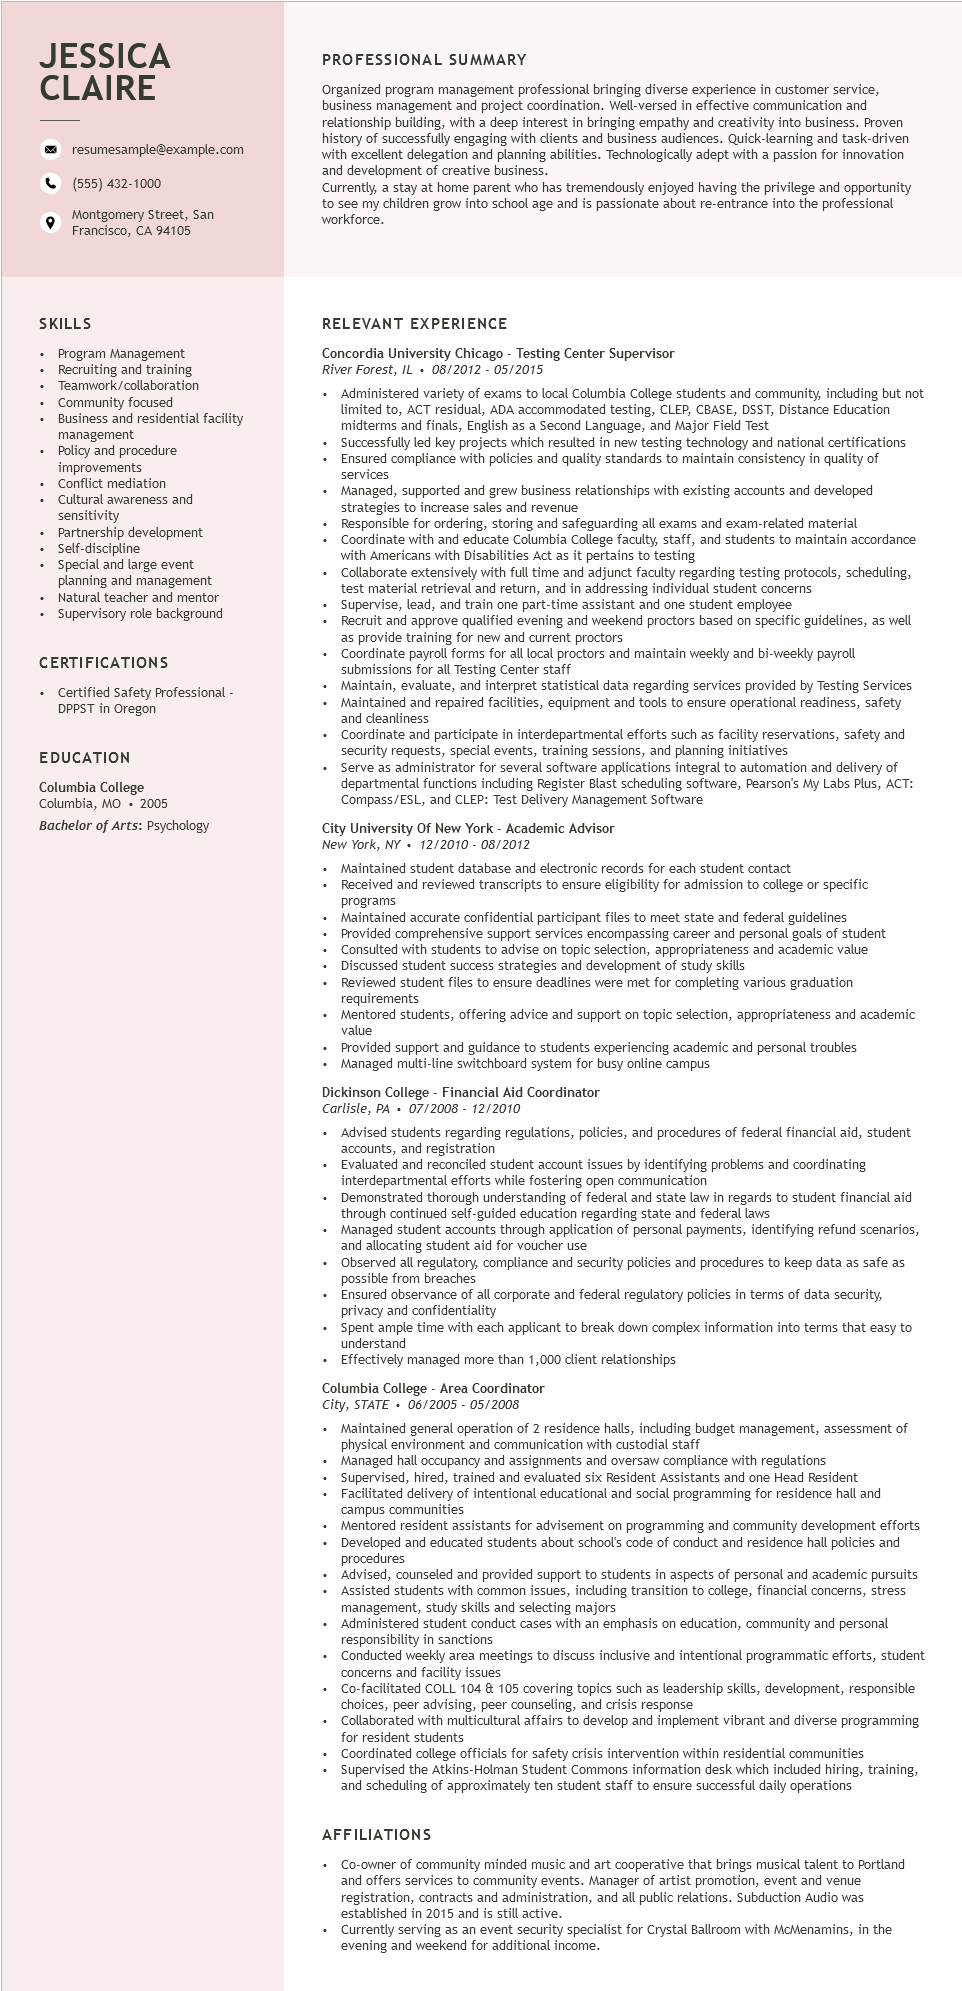 JESSICA
CLAIRE
resumesample@example.com
(555) 432-1000
Montgomery Street, San
Francisco, CA 94105
PROFESSIONAL SUMMARY
Organized program management professional bringing diverse experience in customer service,
business management and project coordination. Well-versed in effective communication and
relationship building, with a deep interest in bringing empathy and creativity into business. Proven
history of successfully engaging with clients and business audiences. Quick-learning and task-driven
with excellent delegation and planning abilities. Technologically adept with a passion for innovation
and development of creative business.
Currently, a stay at home parent who has tremendously enjoyed having the privilege and opportunity
to see my children grow into school age and is passionate about re-entrance into the professional
workforce.
SKILLS
• Program Management
• Recruiting and training
• Teamwork/collaboration
• Community focused
• Business and residential facility
management
• Policy and procedure
improvements
• Conflict mediation
• Cultural awareness and
sensitivity
• Partnership development
• Self-discipline
• Special and large event
planning and management
• Natural teacher and mentor
• Supervisory role background
CERTIFICATIONS
• Certified Safety Professional -
DPPST in Oregon
EDUCATION
Columbia College
Columbia, MO • 2005
Bachelor of Arts: Psychology
RELEVANT EXPERIENCE
Concordia University Chicago - Testing Center Supervisor
River Forest, IL • 08/2012 - 05/2015
• Administered variety of exams to local Columbia College students and community, including but not
limited to, ACT residual, ADA accommodated testing, CLEP, CBASE, DSST, Distance Education
midterms and finals, English as a Second Language, and Major Field Test
• Successfully led key projects which resulted in new testing technology and national certifications
• Ensured compliance with policies and quality standards to maintain consistency in quality of
services
• Managed, supported and grew business relationships with existing accounts and developed
strategies to increase sales and revenue
• Responsible for ordering, storing and safeguarding all exams and exam-related material
• Coordinate with and educate Columbia College faculty, staff, and students to maintain accordance
with Americans with Disabilities Act as it pertains to testing
• Collaborate extensively with full time and adjunct faculty regarding testing protocols, scheduling,
test material retrieval and return, and in addressing individual student concerns
• Supervise, lead, and train one part-time assistant and one student employee
• Recruit and approve qualified evening and weekend proctors based on specific guidelines, as well
as provide training for new and current proctors
• Coordinate payroll forms for all local proctors and maintain weekly and bi-weekly payroll
submissions for all Testing Center staff
• Maintain, evaluate, and interpret statistical data regarding services provided by Testing Services
• Maintained and repaired facilities, equipment and tools to ensure operational readiness, safety
and cleanliness
• Coordinate and participate in interdepartmental efforts such as facility reservations, safety and
security requests, special events, training sessions, and planning initiatives
• Serve as administrator for several software applications integral to automation and delivery of
departmental functions including Register Blast scheduling software, Pearson's My Labs Plus, ACT:
Compass/ESL, and CLEP: Test Delivery Management Software
City University Of New York - Academic Advisor
New York, NY • 12/2010 - 08/2012
• Maintained student database and electronic records for each student contact
• Received and reviewed transcripts to ensure eligibility for admission to college or specific
programs
• Maintained accurate confidential participant files to meet state and federal guidelines
• Provided comprehensive support services encompassing career and personal goals of student
• Consulted with students to advise on topic selection, appropriateness and academic value
• Discussed student success strategies and development of study skills
• Reviewed student files to ensure deadlines were met for completing various graduation
requirements
• Mentored students, offering advice and support on topic selection, appropriateness and academic
value
• Provided support and guidance to students experiencing academic and personal troubles
• Managed multi-line switchboard system for busy online campus
Dickinson College - Financial Aid Coordinator
Carlisle, PA • 07/2008 - 12/2010
• Advised students regarding regulations, policies, and procedures of federal financial aid, student
accounts, and registration
• Evaluated and reconciled student account issues by identifying problems and coordinating
interdepartmental efforts while fostering open communication
• Demonstrated thorough understanding of federal and state law in regards to student financial aid
through continued self-guided education regarding state and federal laws
• Managed student accounts through application of personal payments, identifying refund scenarios,
and allocating student aid for voucher use
• Observed all regulatory, compliance and security policies and procedures to keep data as safe as
possible from breaches
• Ensured observance of all corporate and federal regulatory policies in terms of data security,
privacy and confidentiality
• Spent ample time with each applicant to break down complex information into terms that easy to
understand
• Effectively managed more than 1,000 client relationships
Columbia College - Area Coordinator
City, STATE • 06/2005 - 05/2008
• Maintained general operation of 2 residence halls, including budget management, assessment of
physical environment and communication with custodial staff
• Managed hall occupancy and assignments and oversaw compliance with regulations
• Supervised, hired, trained and evaluated six Resident Assistants and one Head Resident
• Facilitated delivery of intentional educational and social programming for residence hall and
campus communities
• Mentored resident assistants for advisement on programming and community development efforts
• Developed and educated students about school's code of conduct and residence hall policies and
procedures
• Advised, counseled and provided support to students in aspects of personal and academic pursuits
• Assisted students with common issues, including transition to college, financial concerns, stress
management, study skills and selecting majors
• Administered student conduct cases with an emphasis on education, community and personal
responsibility in sanctions
• Conducted weekly area meetings to discuss inclusive and intentional programmatic efforts, student
concerns and facility issues
• Co-facilitated COLL 104 & 105 covering topics such as leadership skills, development, responsible
choices, peer advising, peer counseling, and crisis response
• Collaborated with multicultural affairs to develop and implement vibrant and diverse programming
for resident students
• Coordinated college officials for safety crisis intervention within residential communities
• Supervised the Atkins-Holman Student Commons information desk which included hiring, training,
and scheduling of approximately ten student staff to ensure successful daily operations
AFFILIATIONS
• Co-owner of community minded music and art cooperative that brings musical talent to Portland
and offers services to community events. Manager of artist promotion, event and venue
registration, contracts and administration, and all public relations. Subduction Audio was
established in 2015 and is still active.
• Currently serving as an event security specialist for Crystal Ballroom with McMenamins, in the
evening and weekend for additional income.